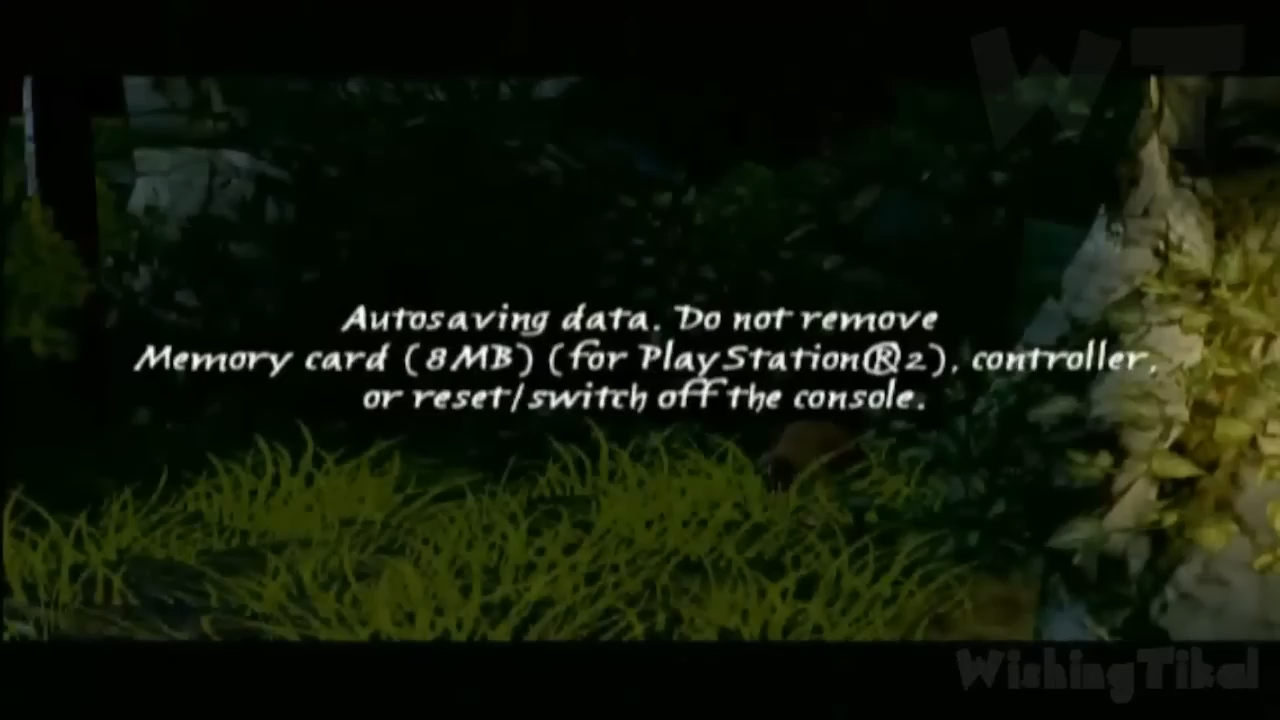 WT
Autosaving data. Do not remove
Memory card (8MB) (for PlayStation®2), controller,
or reset/switch off the console.
WishingTikal